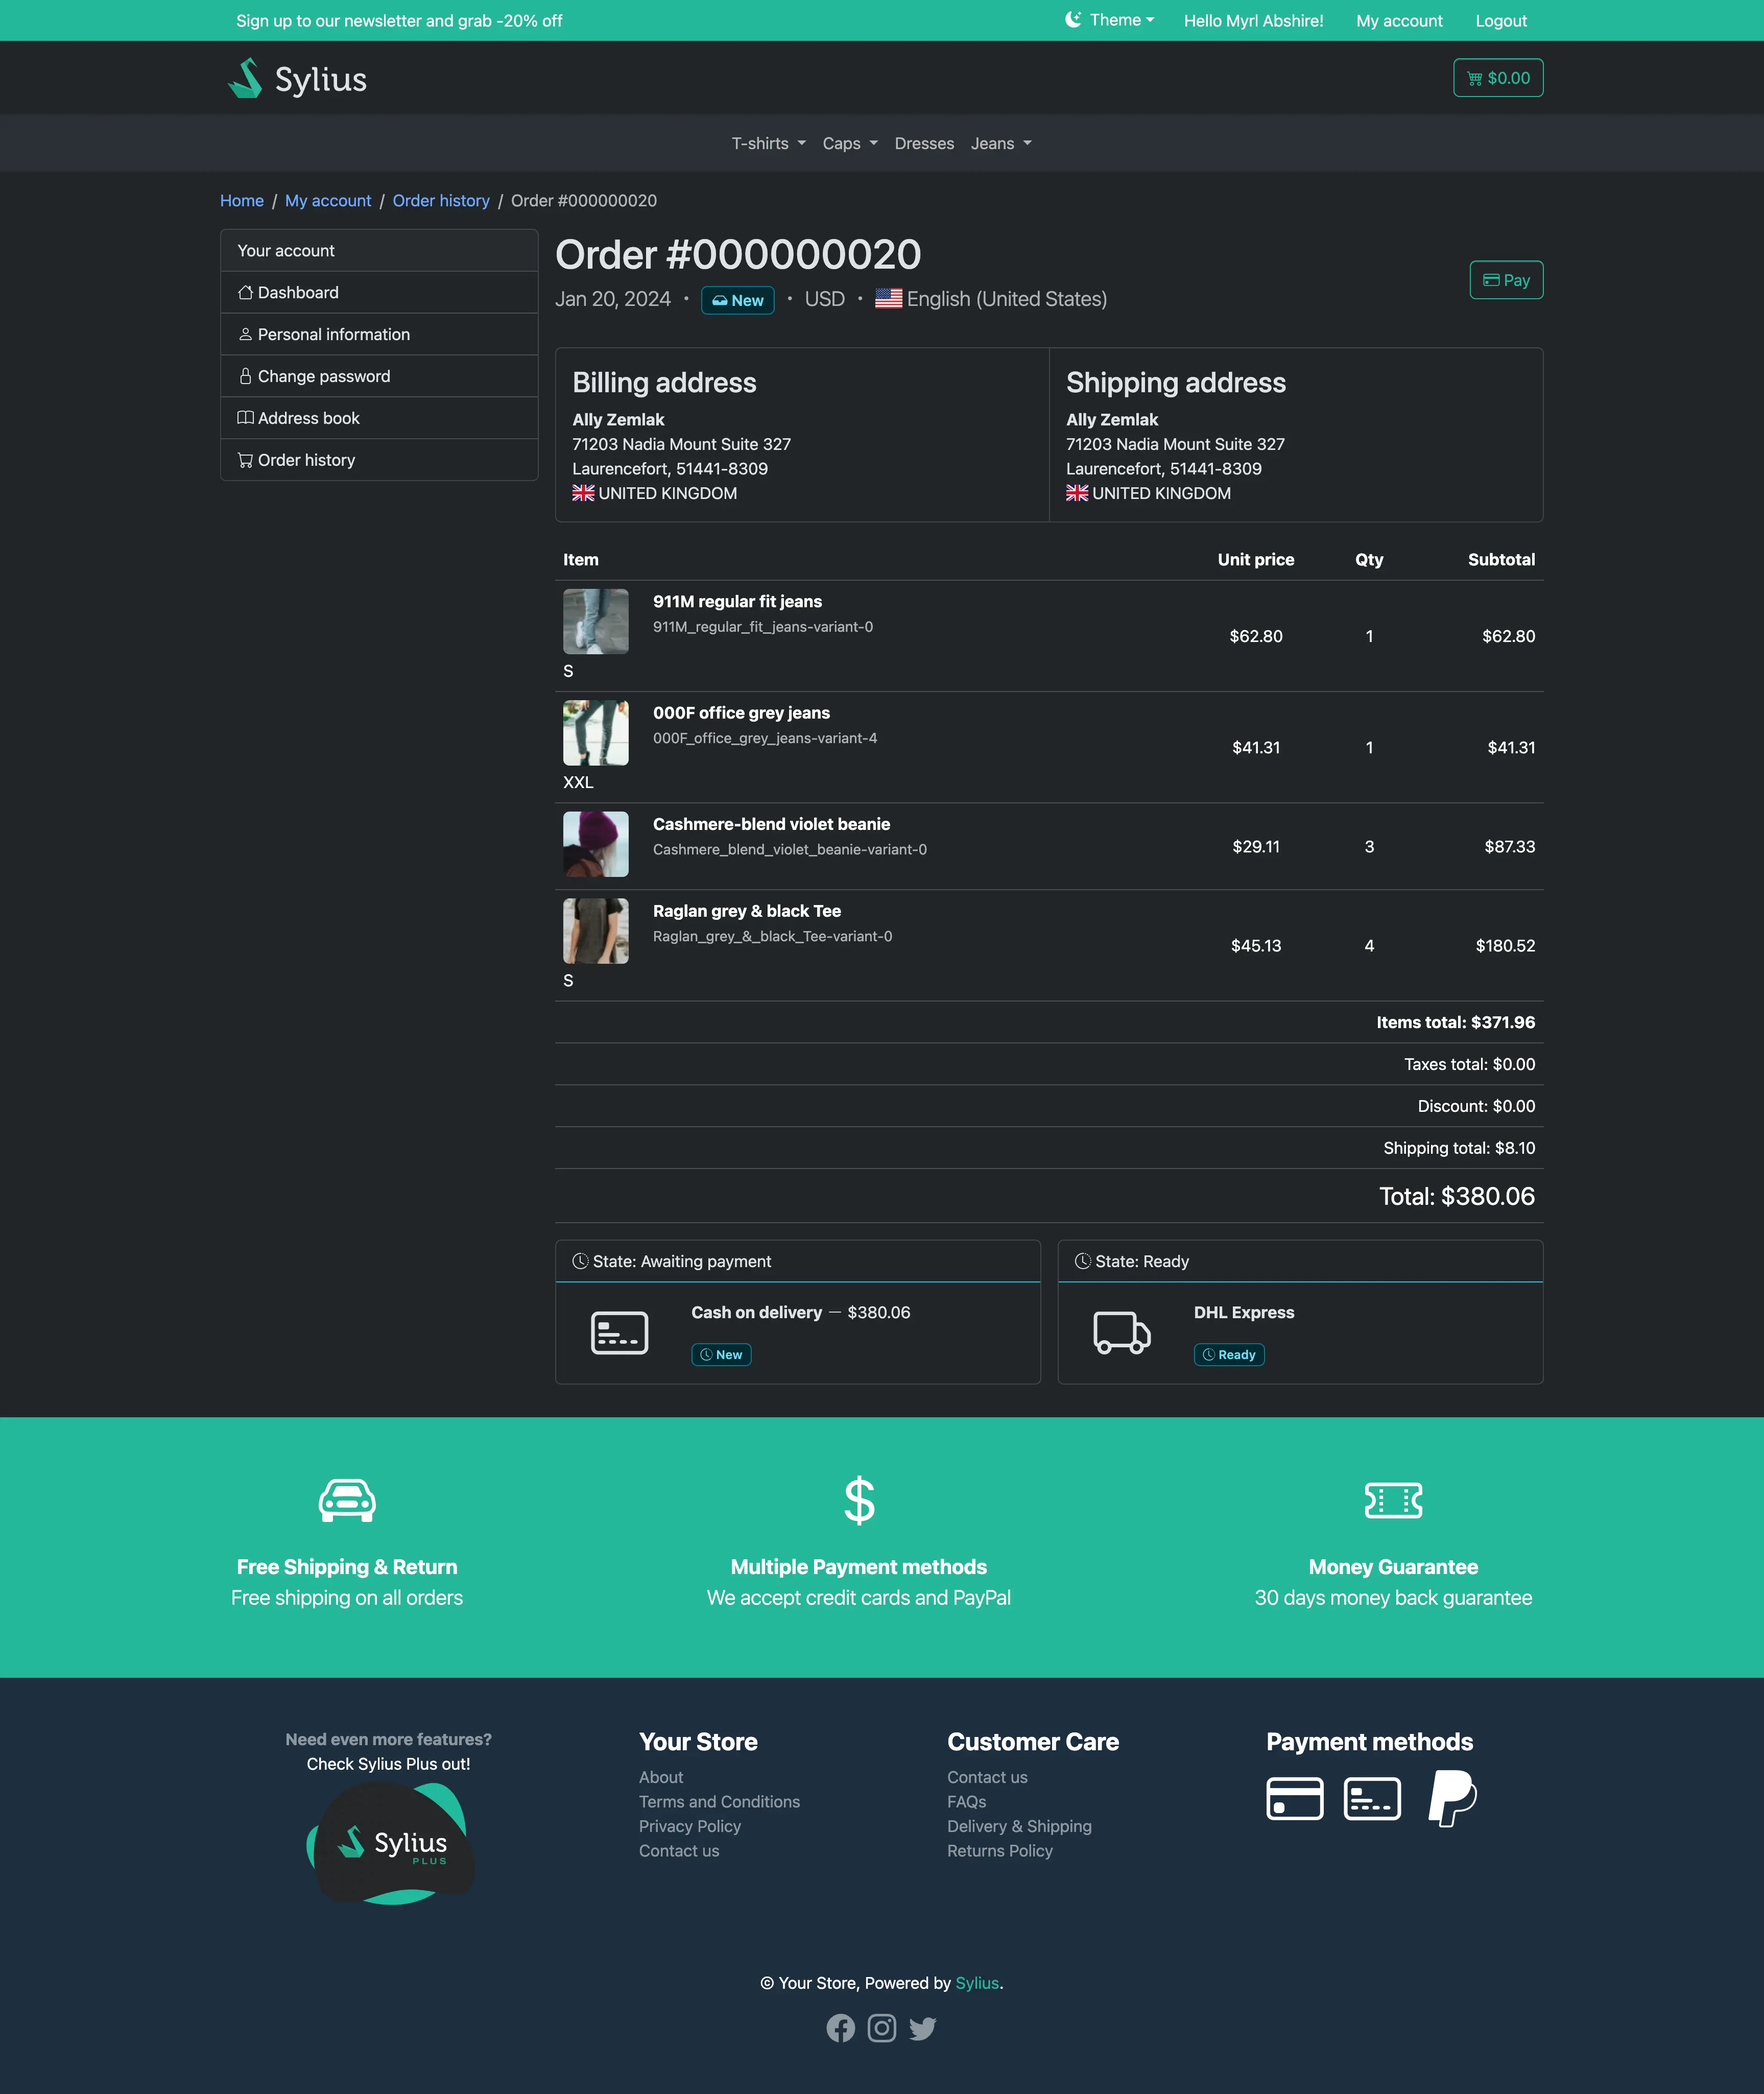 Sign up to our newsletter and grab -20% off
Theme
Hello Myrl Abshire!
My account
Logout
Sylius
$0.00
T-shirts
Caps
Dresses
Jeans
Home / My account / Order history / Order #000000020
Your account
Dashboard
Personal information
Change password
Address book
Order history
Order #000000020
Jan 20, 2024 • New • USD • English (United States)
Pay
Billing address
Ally Zemlak
71203 Nadia Mount Suite 327
Laurencefort, 51441-8309
UNITED KINGDOM
Shipping address
Ally Zemlak
71203 Nadia Mount Suite 327
Laurencefort, 51441-8309
UNITED KINGDOM
Item Unit price Qty Subtotal
911M regular fit jeans
911M_regular_fit_jeans-variant-0
$62.80 1 $62.80
S
000F office grey jeans
000F_office_grey_jeans-variant-4
$41.31 1 $41.31
XXL
Cashmere-blend violet beanie
Cashmere_blend_violet_beanie-variant-0
$29.11 3 $87.33
Raglan grey & black Tee
Raglan_grey_&_black_Tee-variant-0
$45.13 4 $180.52
S
Items total: $371.96
Taxes total: $0.00
Discount: $0.00
Shipping total: $8.10
Total: $380.06
State: Awaiting payment
Cash on delivery — $380.06
New
State: Ready
DHL Express
Ready
Free Shipping & Return
Free shipping on all orders
$
Multiple Payment methods
We accept credit cards and PayPal
Money Guarantee
30 days money back guarantee
Need even more features?
Check Sylius Plus out!
Sylius
PLUS
Your Store
About
Terms and Conditions
Privacy Policy
Contact us
Customer Care
Contact us
FAQs
Delivery & Shipping
Returns Policy
Payment methods
© Your Store, Powered by Sylius.